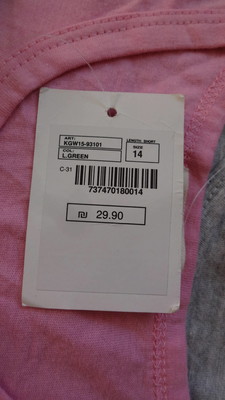 ART:
KGW15-93101
COL:
L.GREEN
LENGTH: SHORT
SIZE
14
C-31
737470180014
₪ 29.90